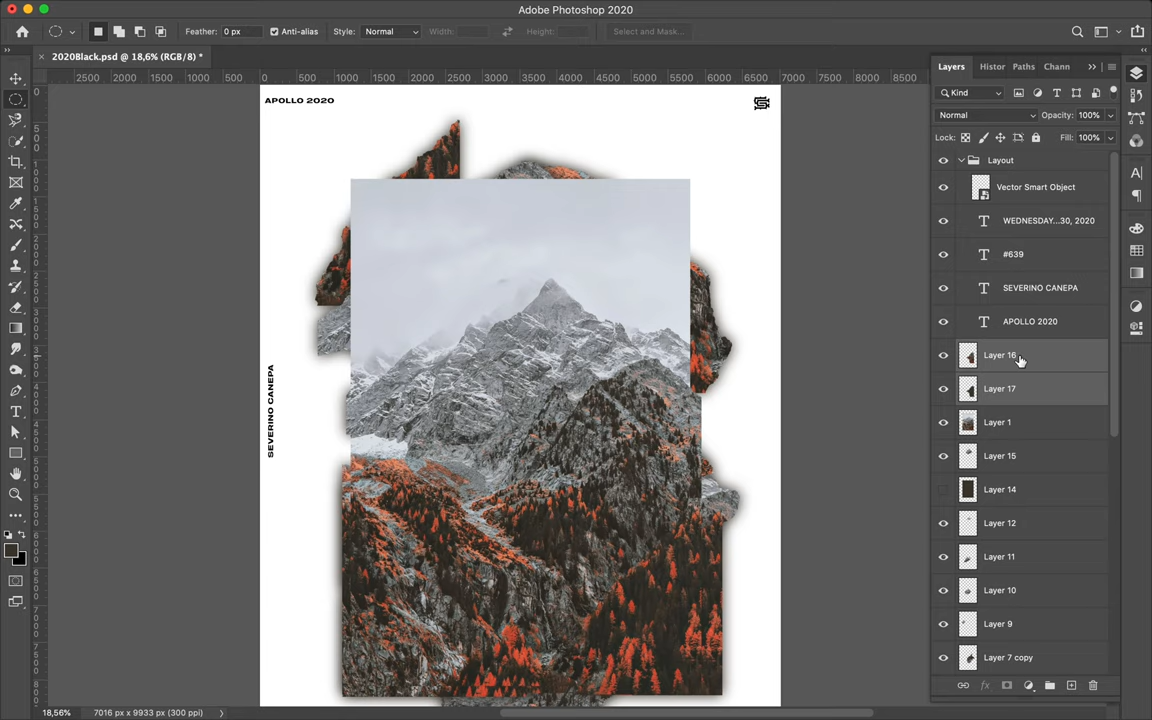 Adobe Photoshop 2020
Feather: 0 px Anti-alias Style: Normal Width: Height: Select and Mask...
2020Black.psd @ 18,6% (RGB/8) *
2500 2000 1500 1000 500 0 500 1000 1500 2000 2500 3000 3500 4000 4500 5000 5500 6000 6500 7000 7500 8000 8500
APOLLO 2020
SEVERINO CANEPA
Layers Histor Paths Chann
Kind
Normal Opacity: 100%
Lock: Fill: 100%
Layout
Vector Smart Object
WEDNESDAY...30, 2020
#639
SEVERINO CANEPA
APOLLO 2020
Layer 16
Layer 17
Layer 1
Layer 15
Layer 14
Layer 12
Layer 11
Layer 10
Layer 9
Layer 7 copy
18,56% 7016 px x 9933 px (300 ppi)